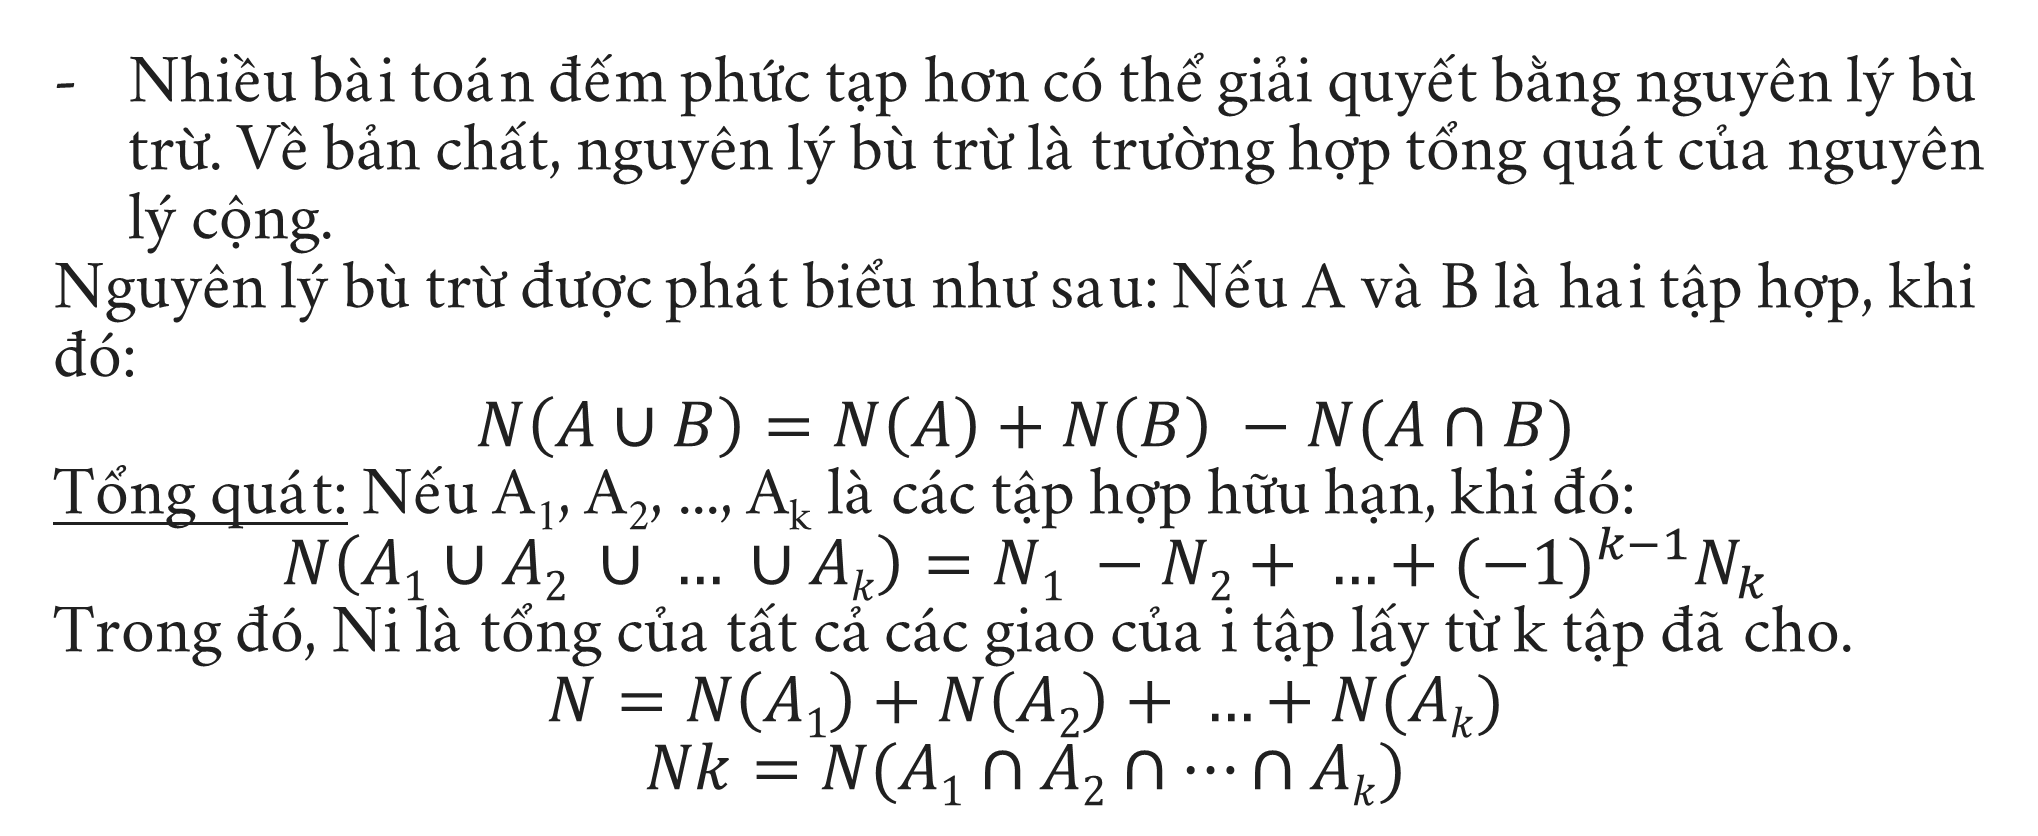 - Nhiều bài toán đếm phức tạp hơn có thể giải quyết bằng nguyên lý bù
trừ. Về bản chất, nguyên lý bù trừ là trường hợp tổng quát của nguyên
lý cộng.
Nguyên lý bù trừ được phát biểu như sau: Nếu A và B là hai tập hợp, khi
đó:
N(A ∪ B) = N(A) + N(B) − N(A ∩ B)
Tổng quát: Nếu A₁, A₂, ..., Aₖ là các tập hợp hữu hạn, khi đó:
N(A₁ ∪ A₂ ∪ ... ∪ Aₖ) = N₁ − N₂ + ... + (−1)ᵏ⁻¹Nₖ
Trong đó, Ni là tổng của tất cả các giao của i tập lấy từ k tập đã cho.
N = N(A₁) + N(A₂) + ... + N(Aₖ)
Nk = N(A₁ ∩ A₂ ∩ ⋯ ∩ Aₖ)